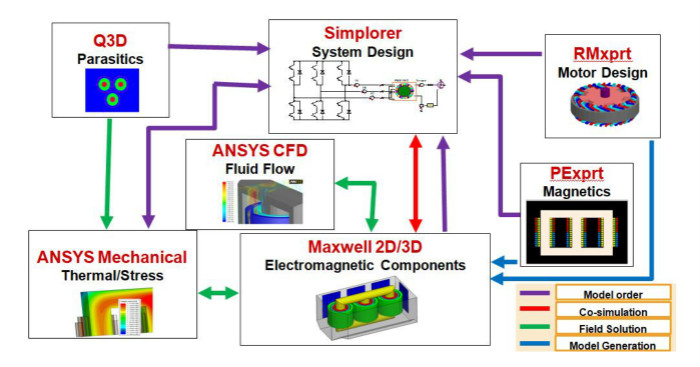 Q3D
Parasitics
Simplorer
System Design
RMxprt
Motor Design
ANSYS CFD
Fluid Flow
PExprt
Magnetics
ANSYS Mechanical
Thermal/Stress
Maxwell 2D/3D
Electromagnetic Components
Model order
Co-simulation
Field Solution
Model Generation